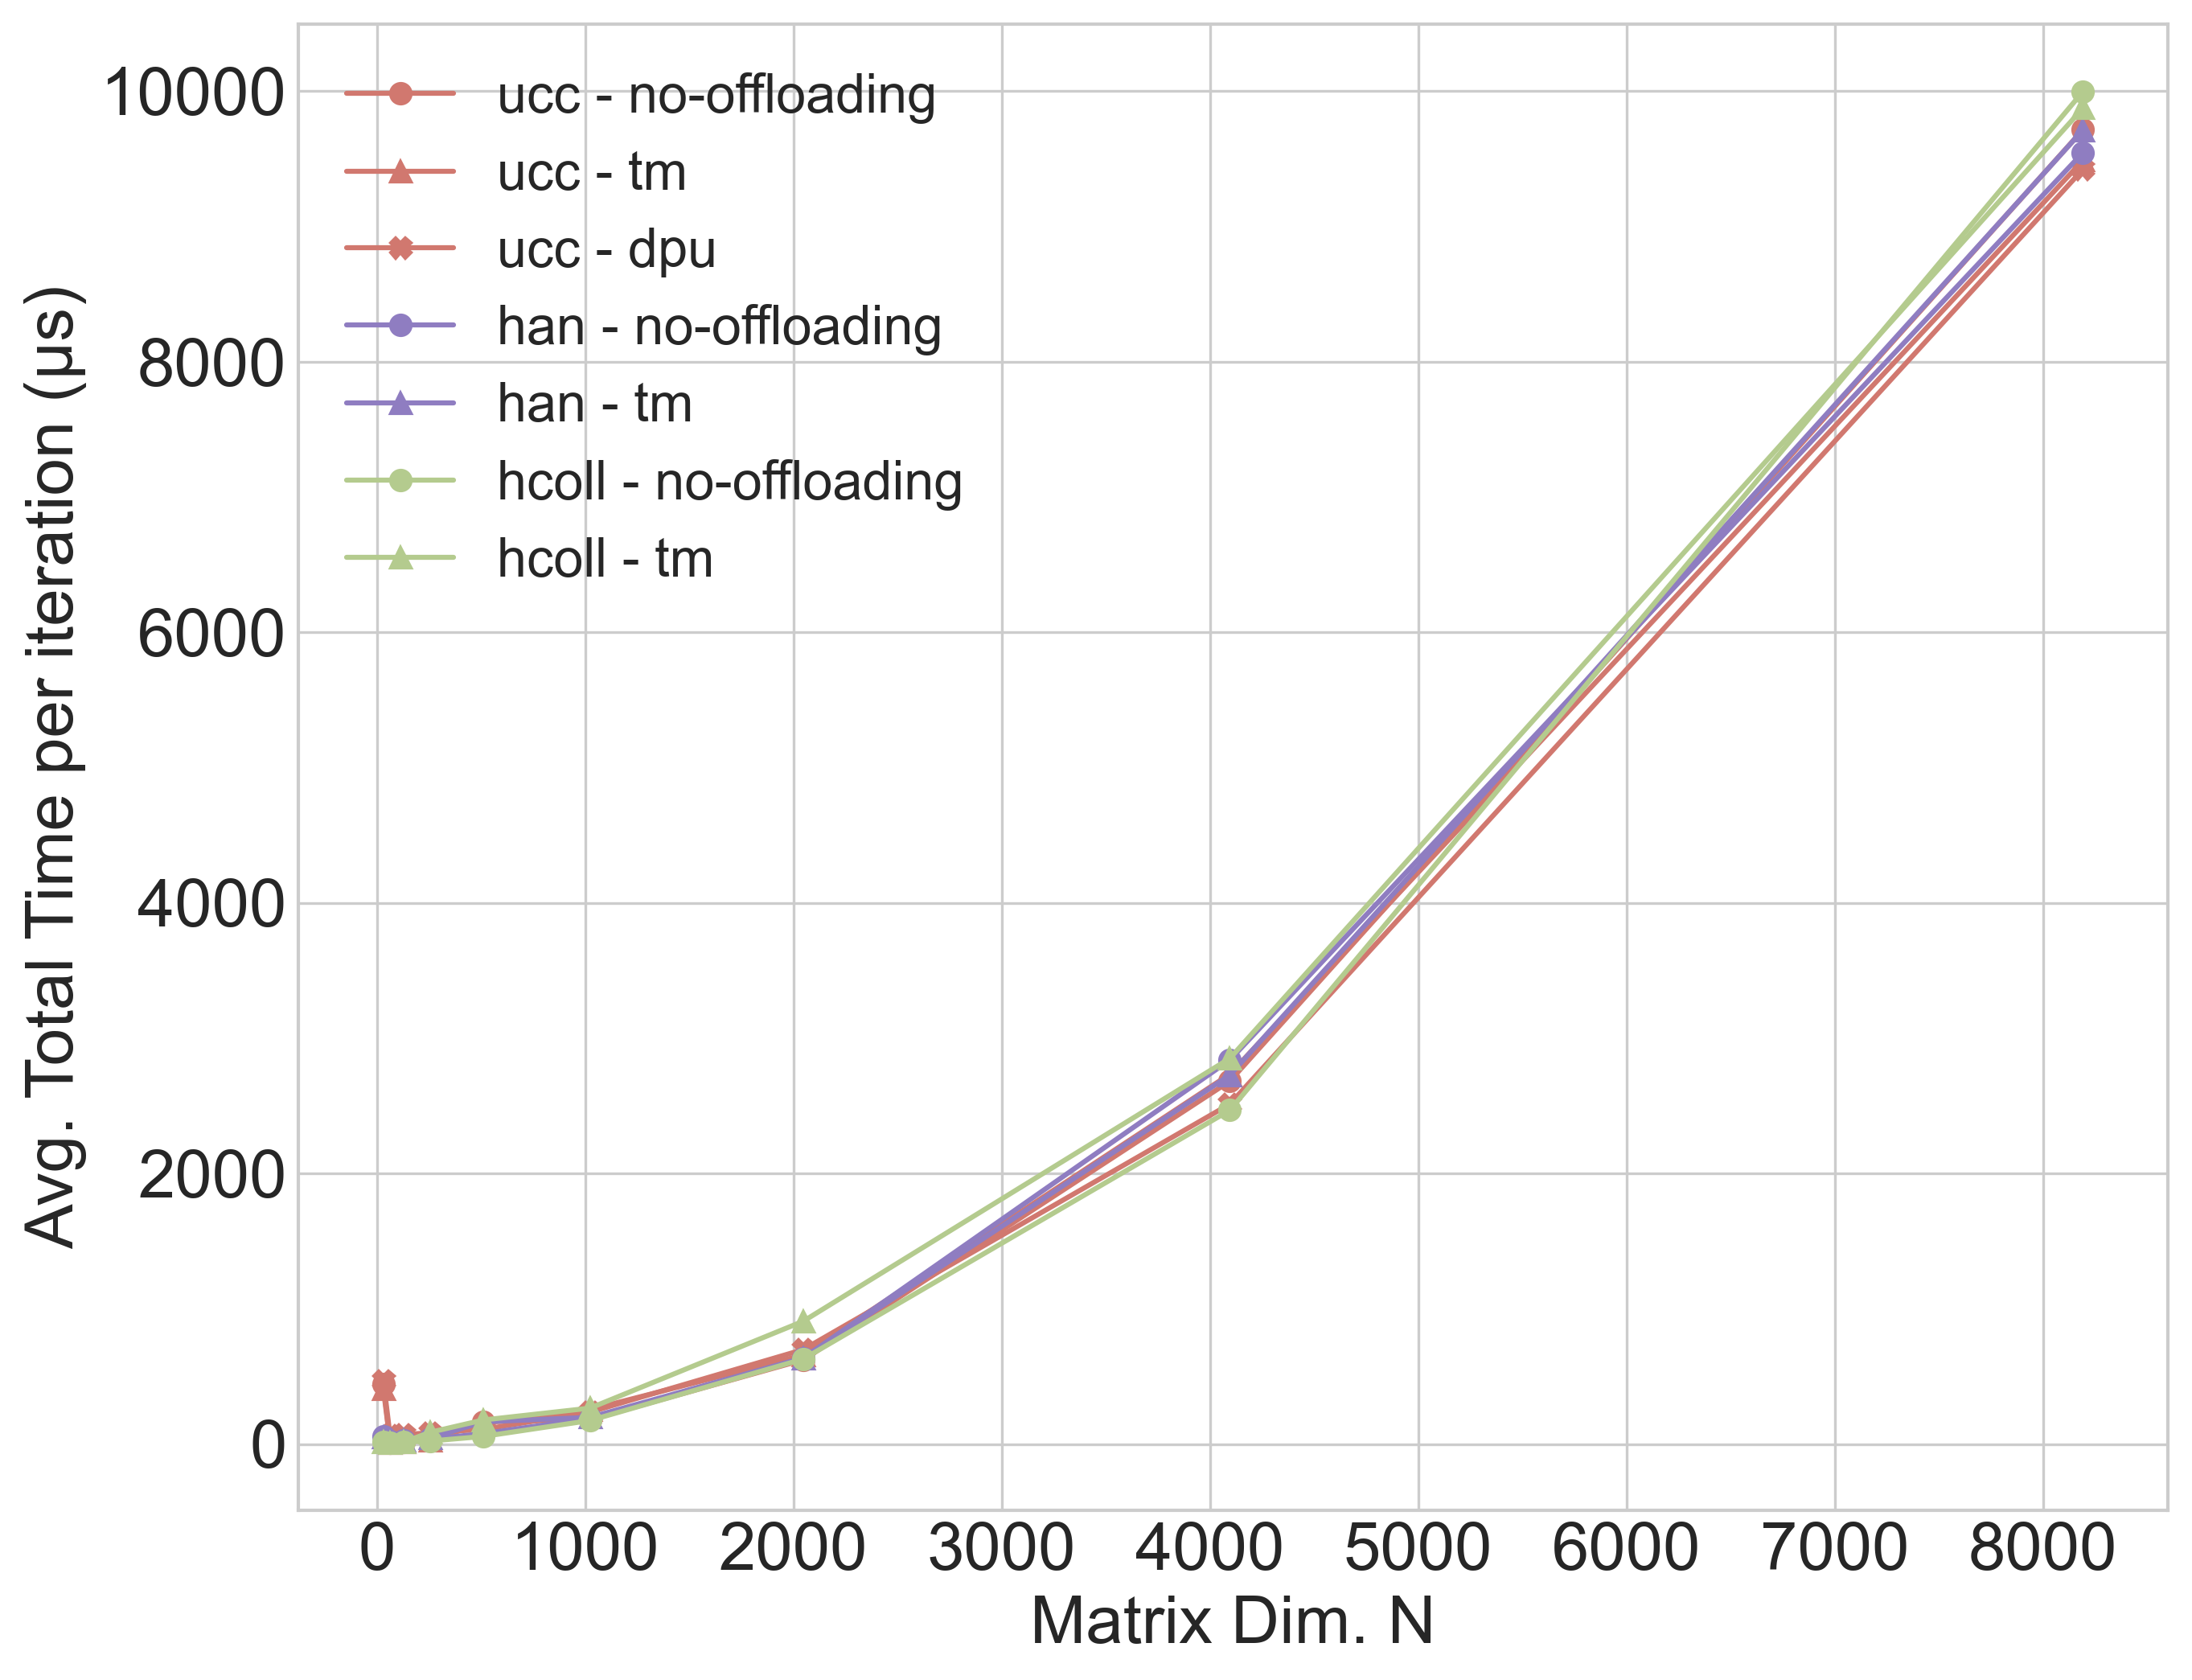 Avg. Total Time per iteration (µs)
10000
8000
6000
4000
2000
0
ucc - no-offloading
ucc - tm
ucc - dpu
han - no-offloading
han - tm
hcoll - no-offloading
hcoll - tm
0 1000 2000 3000 4000 5000 6000 7000 8000
Matrix Dim. N